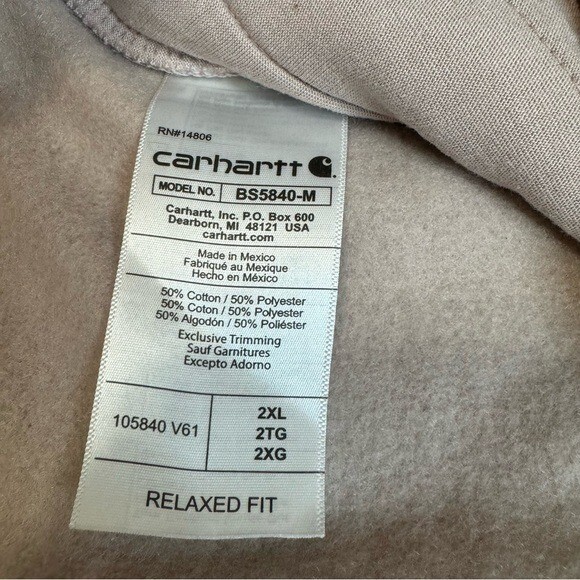 RN#14806
carhartt
MODEL NO. BS5840-M
Carhartt, Inc. P.O. Box 600
Dearborn, MI 48121 USA
carhartt.com
Made in Mexico
Fabriqué au Mexique
Hecho en México
50% Cotton / 50% Polyester
50% Coton / 50% Polyester
50% Algodón / 50% Poliéster
Exclusive Trimming
Sauf Garnitures
Excepto Adorno
105840 V61
2XL
2TG
2XG
RELAXED FIT